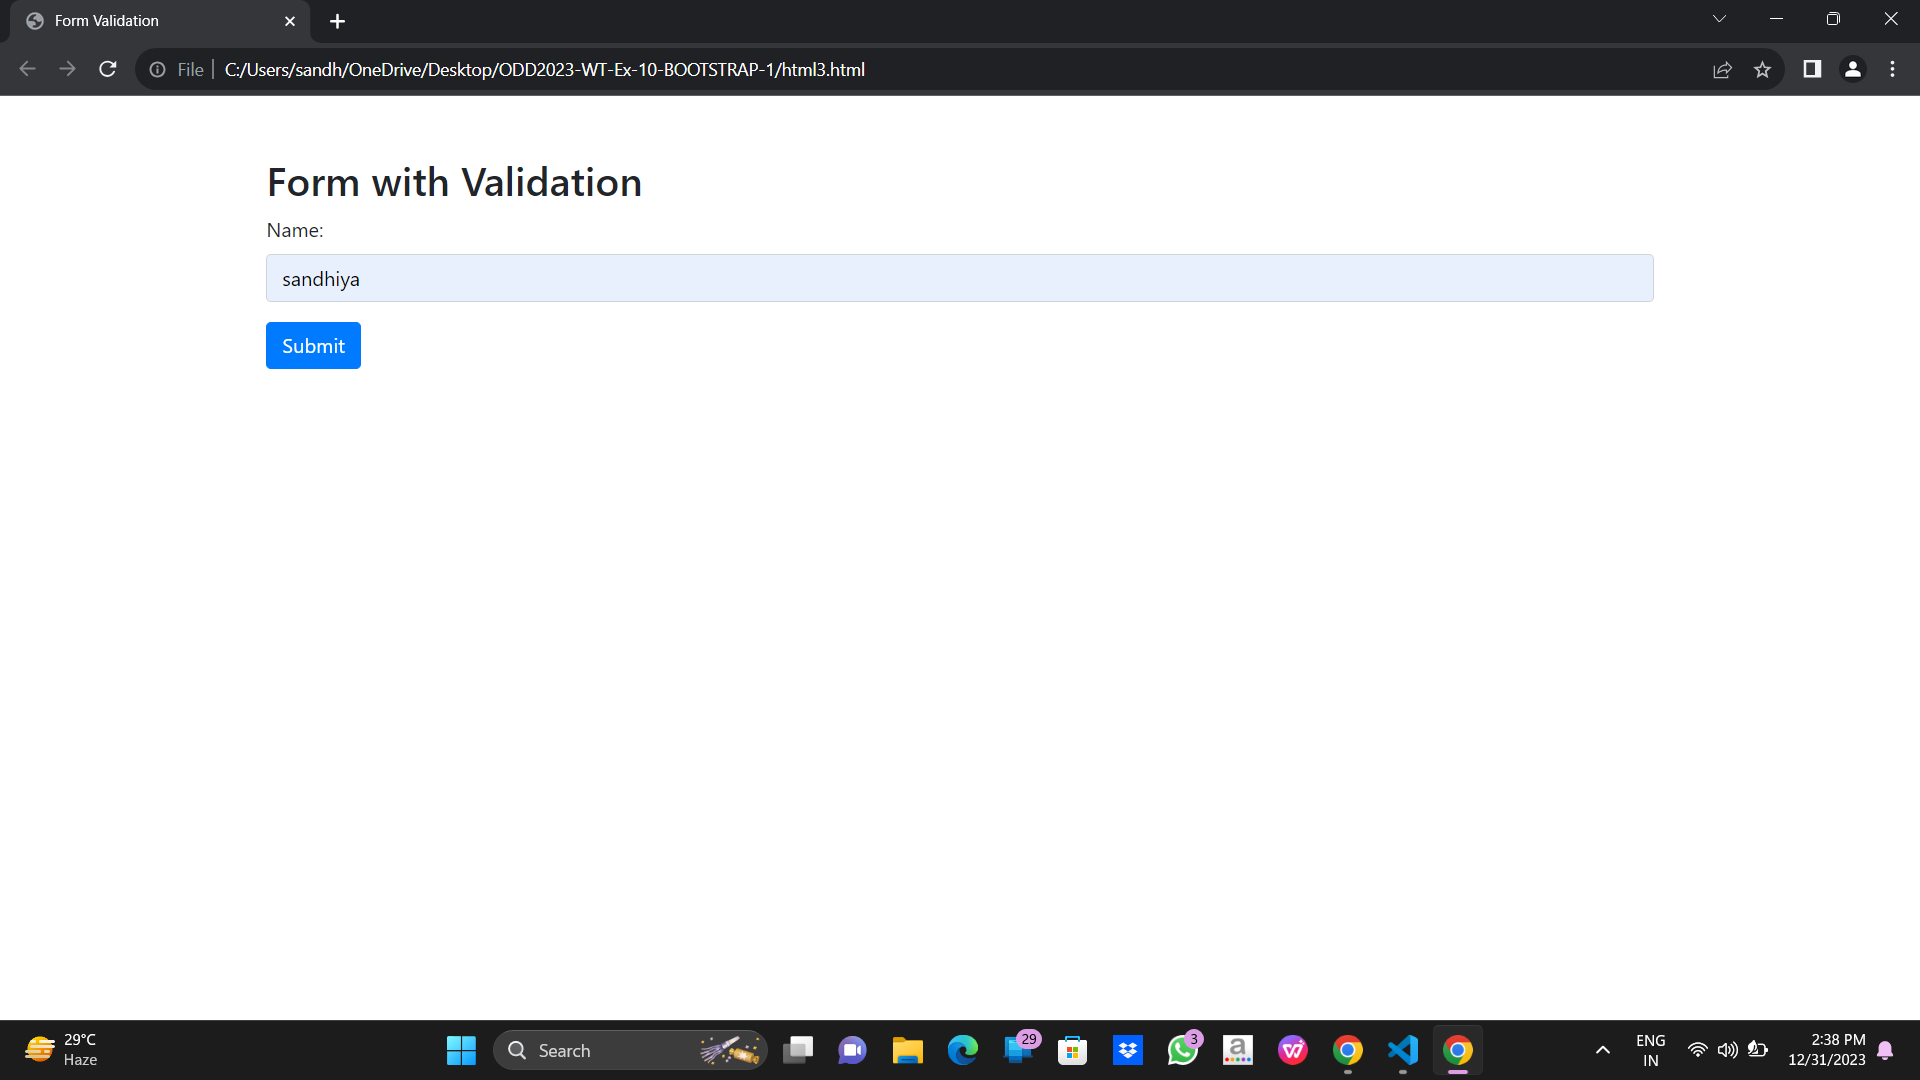 Form Validation
File
C:/Users/sandh/OneDrive/Desktop/ODD2023-WT-Ex-10-BOOTSTRAP-1/html3.html
Form with Validation
Name:
sandhiya
Submit
29°C
Haze
Search
29
3
a
ENG
IN
2:38 PM
12/31/2023